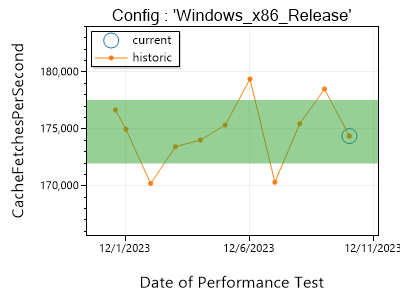 Config : 'Windows_x86_Release'
current
historic
CacheFetchesPerSecond
180,000
175,000
170,000
12/1/2023
12/6/2023
12/11/2023
Date of Performance Test